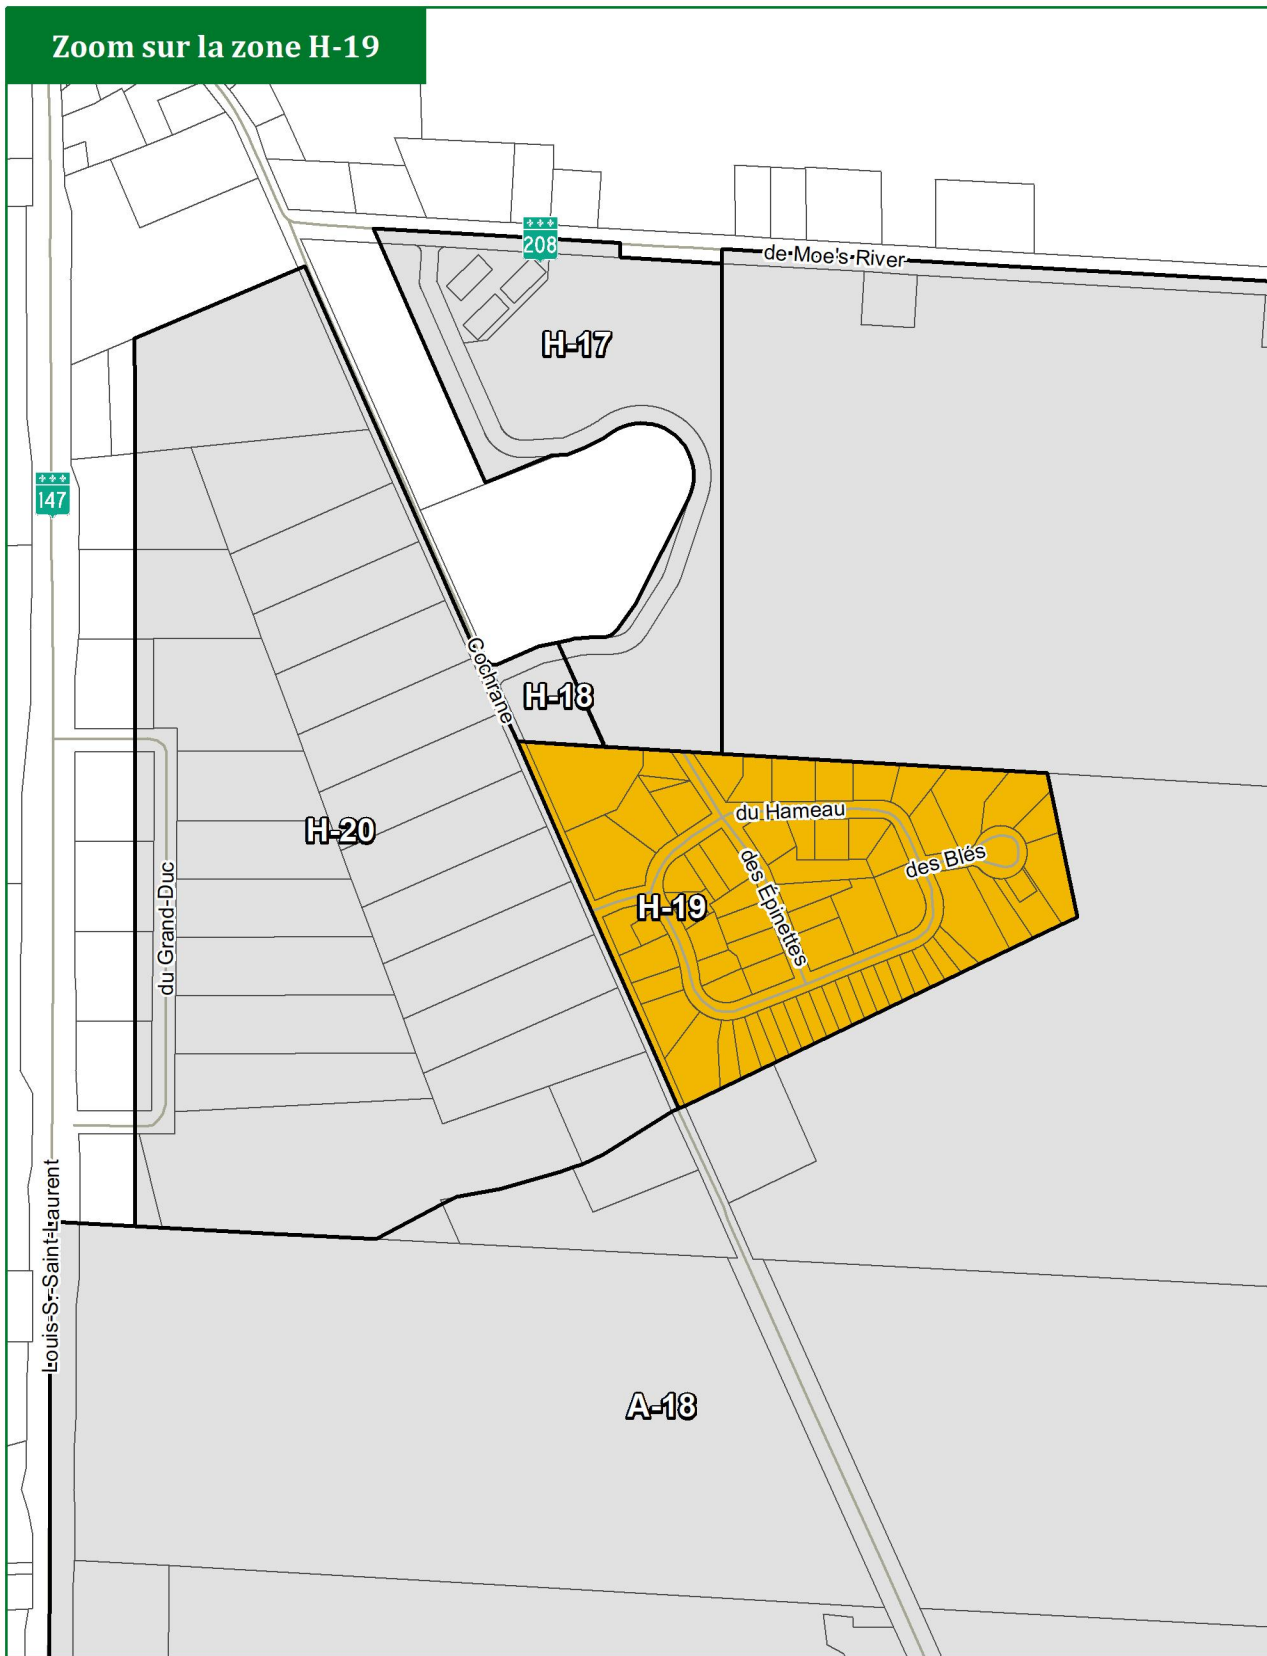 Zoom sur la zone H-19
208
de Moe's River
H-17
147
Cochrane
H-18
du Hameau
H-20
des Blés
des Épinettes
H-19
du Grand-Duc
Louis-S.-Saint-Laurent
A-18